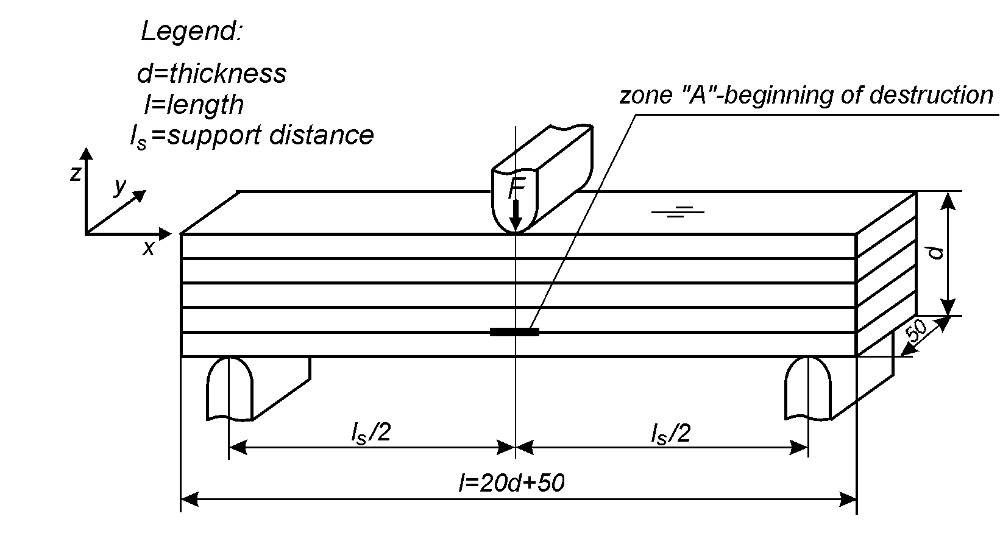 Legend:
d=thickness
l=length
ls=support distance
zone "A"-beginning of destruction
z
y
x
F
d
50
ls/2
ls/2
l=20d+50